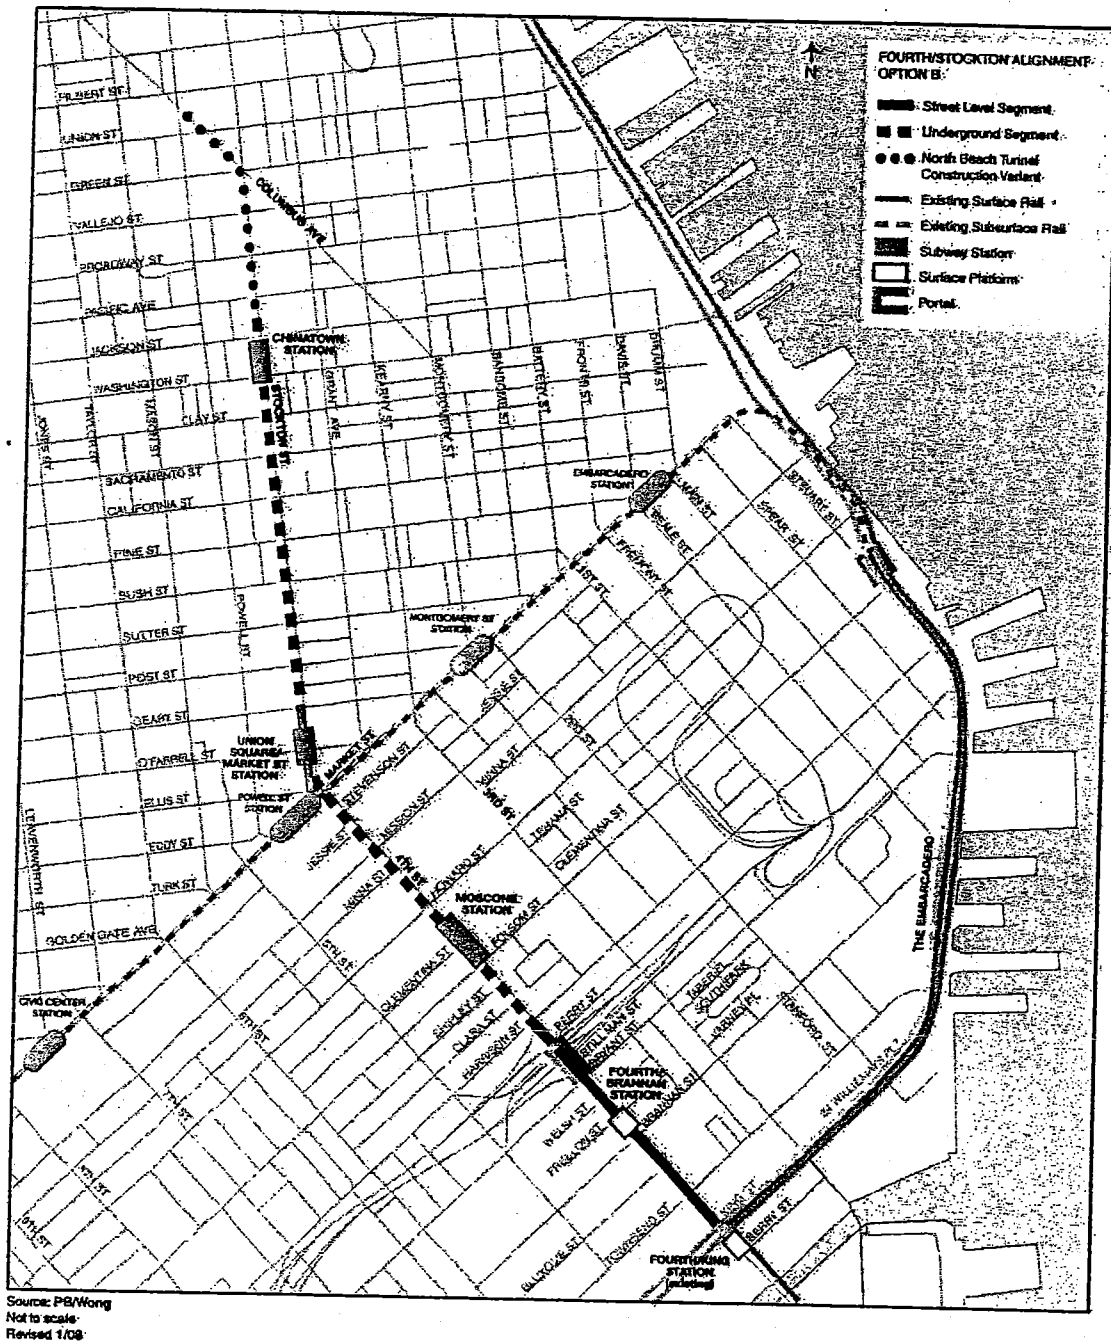 FOURTH/STOCKTON ALIGNMENT
OPTION B:
Street Level Segment
Underground Segment
North Beach Tunnel
Construction Variant
Existing Surface Rail
Existing Subsurface Rail
Subway Station
Surface Platform
Portal
N
FILBERT ST
UNION ST
GREEN ST
VALLEJO ST
BROADWAY ST
PACIFIC AVE
JACKSON ST
WASHINGTON ST
CLAY ST
SACRAMENTO ST
CALIFORNIA ST
PINE ST
BUSH ST
SUTTER ST
POST ST
GEARY ST
O'FARRELL ST
ELLIS ST
EDDY ST
TURK ST
GOLDEN GATE AVE
COLUMBUS AVE
CHINATOWN
STATION
STOCKTON ST.
JONES ST
TAYLOR ST
MASON ST
POWELL ST
LEAVENWORTH ST
GRANT AVE.
KEARNY ST
MONTGOMERY ST
SANSOME ST
BATTERY ST
FRONT ST
DAVIS ST
DRUMM ST
EMBARCADERO
STATION
MAIN ST
BEALE ST
FREMONT ST
1ST ST
SPEAR ST
STEUART ST
MONTGOMERY ST
STATION
JESSIE ST
2ND ST
MINNA ST
3RD ST
TEHAMA ST
CLEMENTINA ST
UNION
SQUARE/
MARKET ST
STATION
POWELL ST
STATION
MARKET ST
STEVENSON ST
JESSIE ST
MISSION ST
MINNA ST
4TH ST
HOWARD ST
MOSCONE
STATION
FOLSOM ST
5TH ST
CLEMENTINA ST
SHIPLEY ST
CLARA ST
HARRISON ST
PERRY ST
STILLMAN ST
BRYANT ST
TABER PL
SOUTH PARK
VARNEY PL
STANFORD ST
THE EMBARCADERO
CIVIC CENTER
STATION
6TH ST
7TH ST
8TH ST
9TH ST
FOURTH/
BRANNAN
STATION
BRANNAN ST
WELSH ST
FREELON ST
BLUXOME ST
TOWNSEND ST
KING ST
BERRY ST
FOURTH/KING
STATION
(existing)
Source: PB/Wong
Not to scale
Revised 1/08